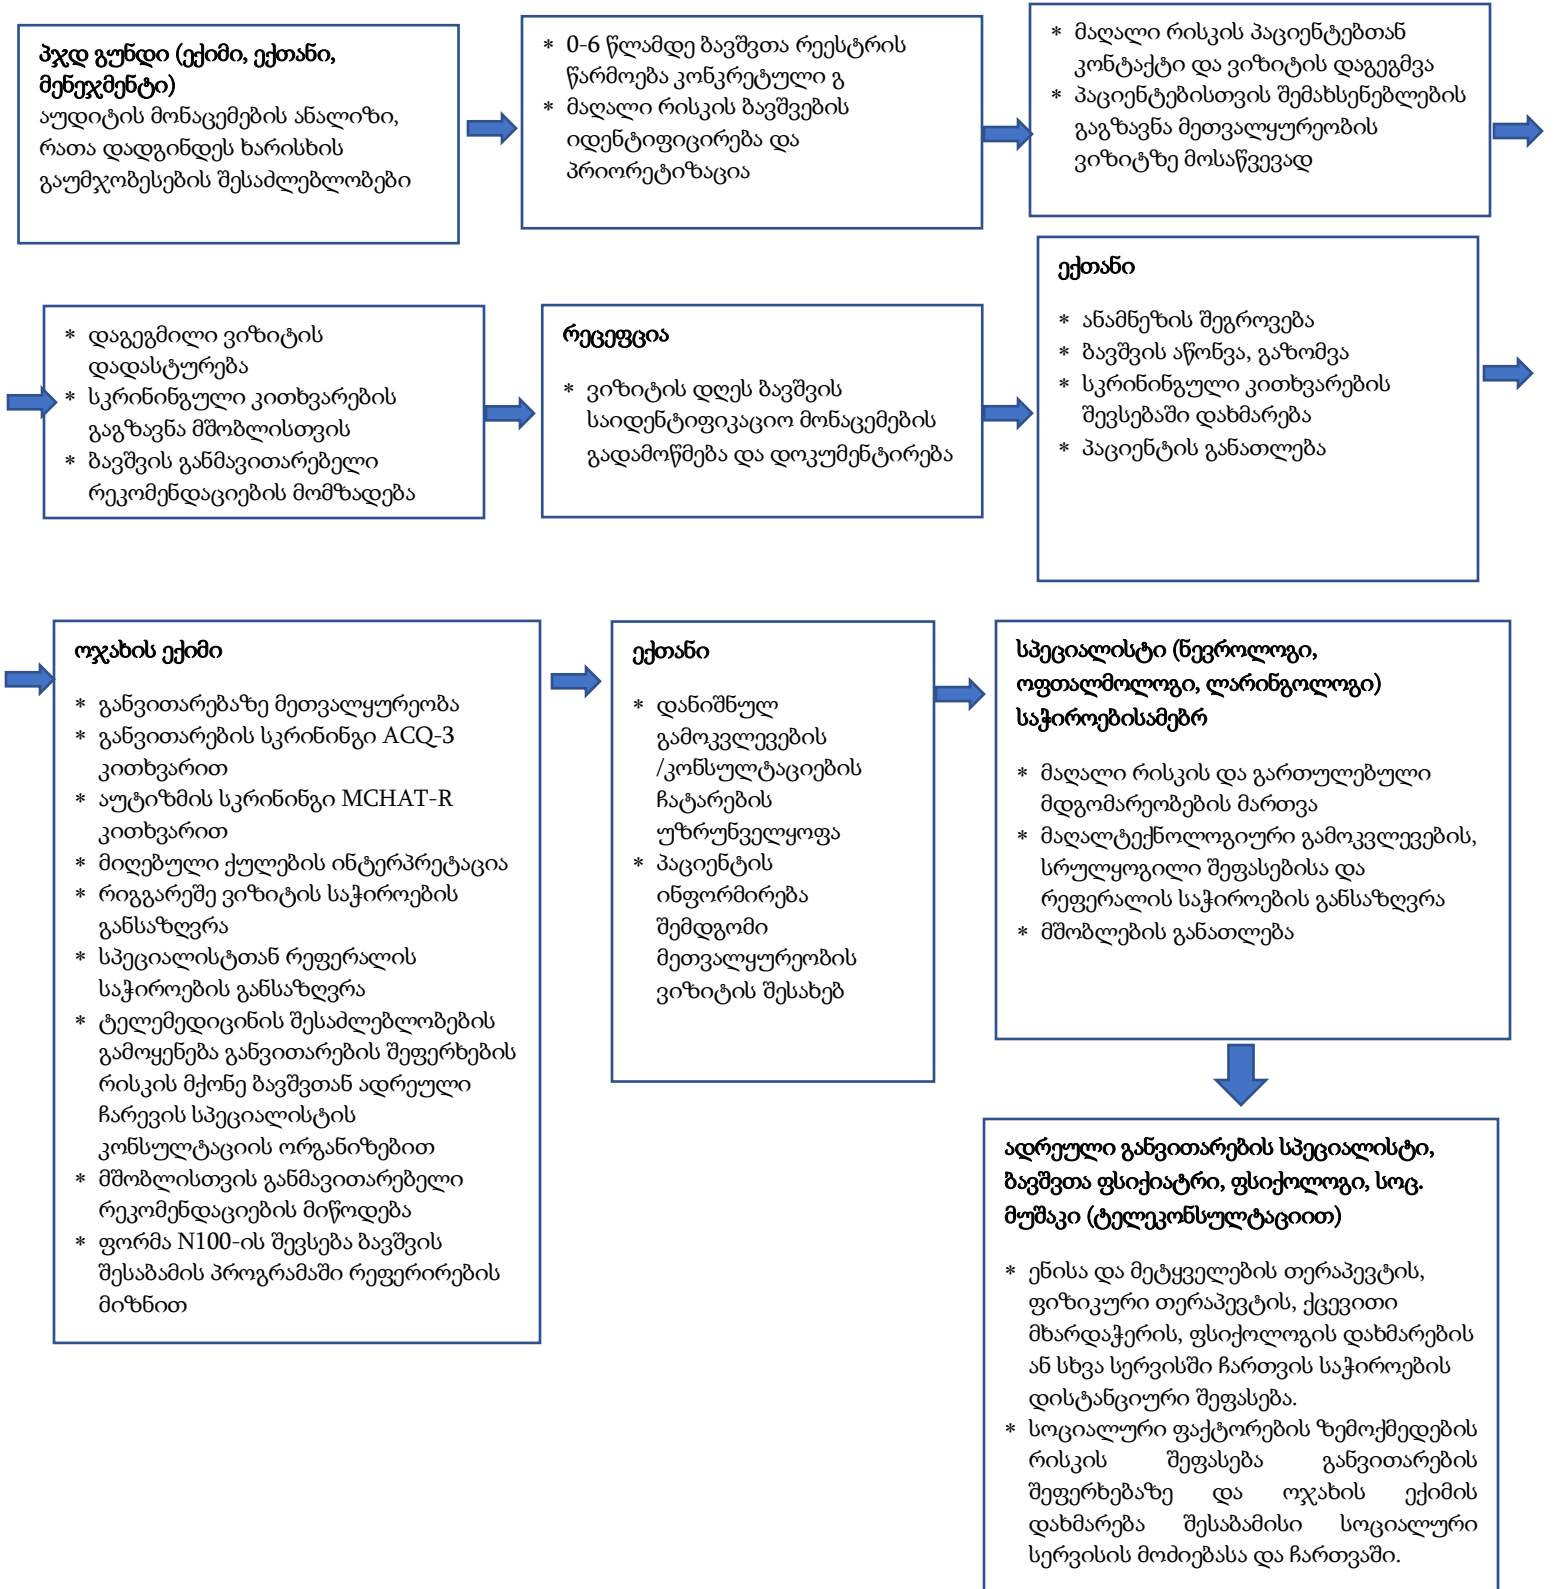 პჯდ გუნდი (ექიმი, ექთანი,
მენეჯმენტი)
აუდიტის მონაცემების ანალიზი,
რათა დადგინდეს ხარისხის
გაუმჯობესების შესაძლებლობები
* 0-6 წლამდე ბავშვთა რეესტრის
წარმოება კონკრეტული გ
* მაღალი რისკის ბავშვების
იდენტიფიცირება და
პრიორეტიზაცია
* მაღალი რისკის პაციენტებთან
კონტაქტი და ვიზიტის დაგეგმვა
* პაციენტებისთვის შემახსენებლების
გაგზავნა მეთვალყურეობის
ვიზიტზე მოსაწვევად
* დაგეგმილი ვიზიტის
დადასტურება
* სკრინინგული კითხვარების
გაგზავნა მშობლისთვის
* ბავშვის განმავითარებელი
რეკომენდაციების მომზადება
რეცეფცია
* ვიზიტის დღეს ბავშვის
საიდენტიფიკაციო მონაცემების
გადამოწმება და დოკუმენტირება
ექთანი
* ანამნეზის შეგროვება
* ბავშვის აწონვა, გაზომვა
* სკრინინგული კითხვარების
შევსებაში დახმარება
* პაციენტის განათლება
ოჯახის ექიმი
* განვითარებაზე მეთვალყურეობა
* განვითარების სკრინინგი ACQ-3
კითხვარით
* აუტიზმის სკრინინგი MCHAT-R
კითხვარით
* მიღებული ქულების ინტერპრეტაცია
* რიგგარეშე ვიზიტის საჭიროების
განსაზღვრა
* სპეციალისტთან რეფერალის
საჭიროების განსაზღვრა
* ტელემედიცინის შესაძლებლობების
გამოყენება განვითარების შეფერხების
რისკის მქონე ბავშვთან ადრეული
ჩარევის სპეციალისტის
კონსულტაციის ორგანიზებით
* მშობლისთვის განმავითარებელი
რეკომენდაციების მიწოდება
* ფორმა N100-ის შევსება ბავშვის
შესაბამის პროგრამაში რეფერირების
მიზნით
ექთანი
* დანიშნულ
გამოკვლევების
/კონსულტაციების
ჩატარების
უზრუნველყოფა
* პაციენტის
ინფორმირება
შემდგომი
მეთვალყურეობის
ვიზიტის შესახებ
სპეციალისტი (ნევროლოგი,
ოფთალმოლოგი, ლარინგოლოგი)
საჭიროებისამებრ
* მაღალი რისკის და გართულებული
მდგომარეობების მართვა
* მაღალტექნოლოგიური გამოკვლევების,
სრულყოგილი შეფასებისა და
რეფერალის საჭიროების განსაზღვრა
* მშობლების განათლება
ადრეული განვითარების სპეციალისტი,
ბავშვთა ფსიქიატრი, ფსიქოლოგი, სოც.
მუშაკი (ტელეკონსულტაციით)
* ენისა და მეტყველების თერაპევტის,
ფიზიკური თერაპევტის, ქცევითი
მხარდაჭერის, ფსიქოლოგის დახმარების
ან სხვა სერვისში ჩართვის საჭიროების
დისტანციური შეფასება.
* სოციალური ფაქტორების ზემოქმედების
რისკის შეფასება განვითარების
შეფერხებაზე და ოჯახის ექიმის
დახმარება შესაბამისი სოციალური
სერვისის მოძიებასა და ჩართვაში.